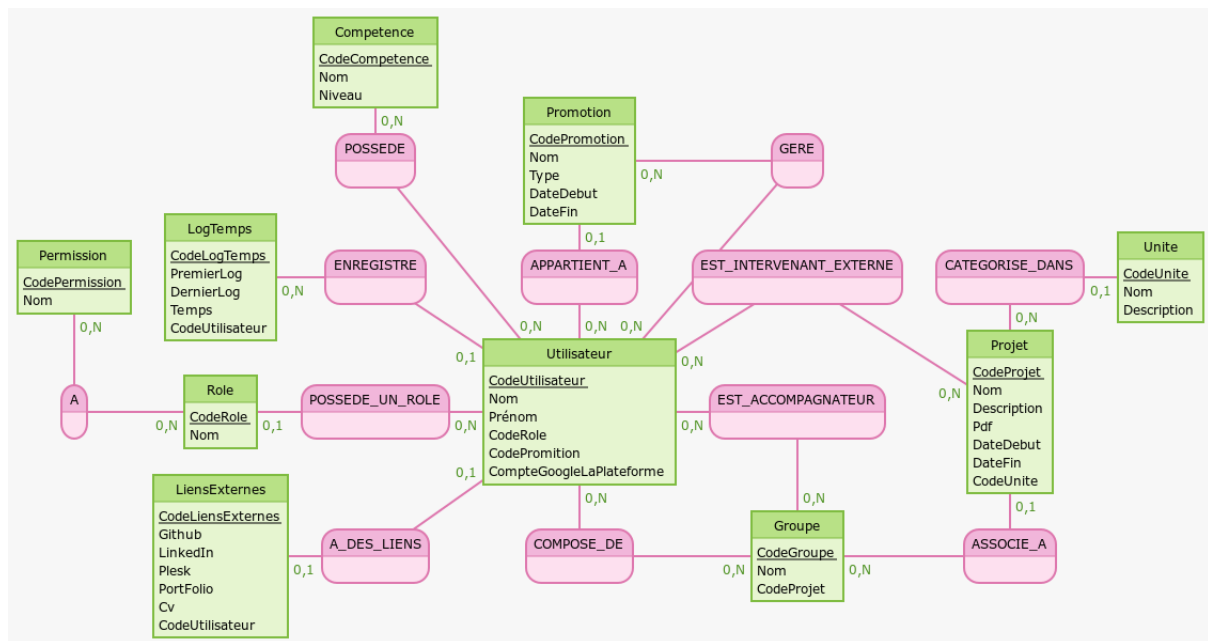 Competence
CodeCompetence
Nom
Niveau
0,N
POSSEDE
Promotion
CodePromotion
Nom
Type
DateDebut
DateFin
0,N
GERE
0,1
LogTemps
CodeLogTemps
PremierLog
DernierLog
Temps
CodeUtilisateur
0,N
ENREGISTRE
APPARTIENT_A
EST_INTERVENANT_EXTERNE
CATEGORISE_DANS
0,1
Unite
CodeUnite
Nom
Description
Permission
CodePermission
Nom
0,N
0,N
0,N
0,N
0,1
0,N
0,N
0,N
Utilisateur
CodeUtilisateur
Nom
Prénom
CodeRole
CodePromition
CompteGoogleLaPlateforme
Projet
CodeProjet
Nom
Description
Pdf
DateDebut
DateFin
CodeUnite
A
0,N
Role
CodeRole
Nom
0,1
POSSEDE_UN_ROLE
0,N
0,N
EST_ACCOMPAGNATEUR
0,1
0,N
0,N
0,1
LiensExternes
CodeLiensExternes
Github
LinkedIn
Plesk
PortFolio
Cv
CodeUtilisateur
0,1
A_DES_LIENS
COMPOSE_DE
0,N
Groupe
CodeGroupe
Nom
CodeProjet
0,N
ASSOCIE_A